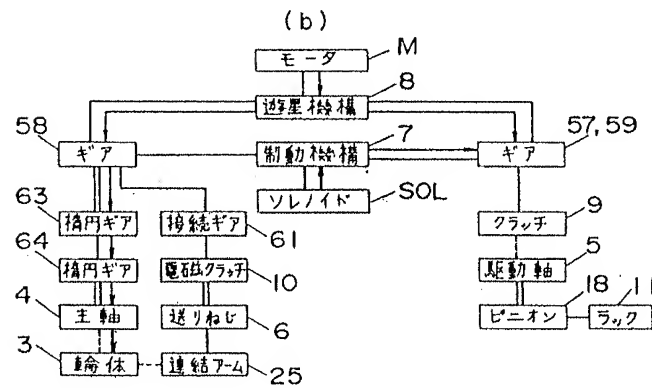 (b)
モータ M
遊星機構 8
58 ギア 制動機構 7 ギア 57,59
ソレノイド SOL
63 楕円ギア 接続ギア 61 クラッチ 9
64 楕円ギア 電磁クラッチ 10 駆動軸 5
4 主軸 送りねじ 6 ピニオン 18 ラック 11
3 輪体 連結アーム 25